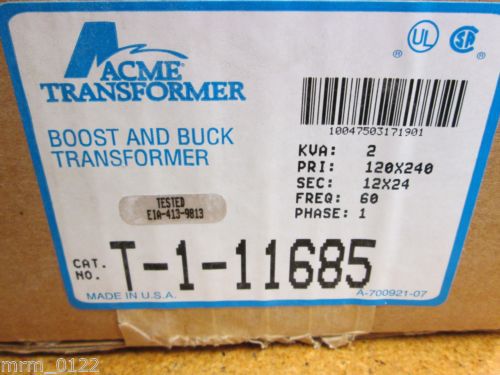 ACME
TRANSFORMER
®
UL
®
SA
®
10047503171901
BOOST AND BUCK
TRANSFORMER
KVA: 2
PRI: 120X240
SEC: 12X24
FREQ: 60
PHASE: 1
TESTED
EIA-413-9813
CAT.
NO.
T-1-11685
MADE IN U.S.A.
A-700921-07
mrm_0122